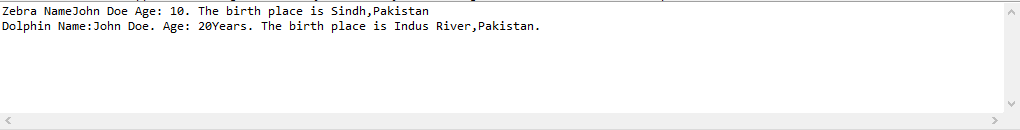 Zebra NameJohn Doe Age: 10. The birth place is Sindh,Pakistan
Dolphin Name:John Doe. Age: 20Years. The birth place is Indus River,Pakistan.